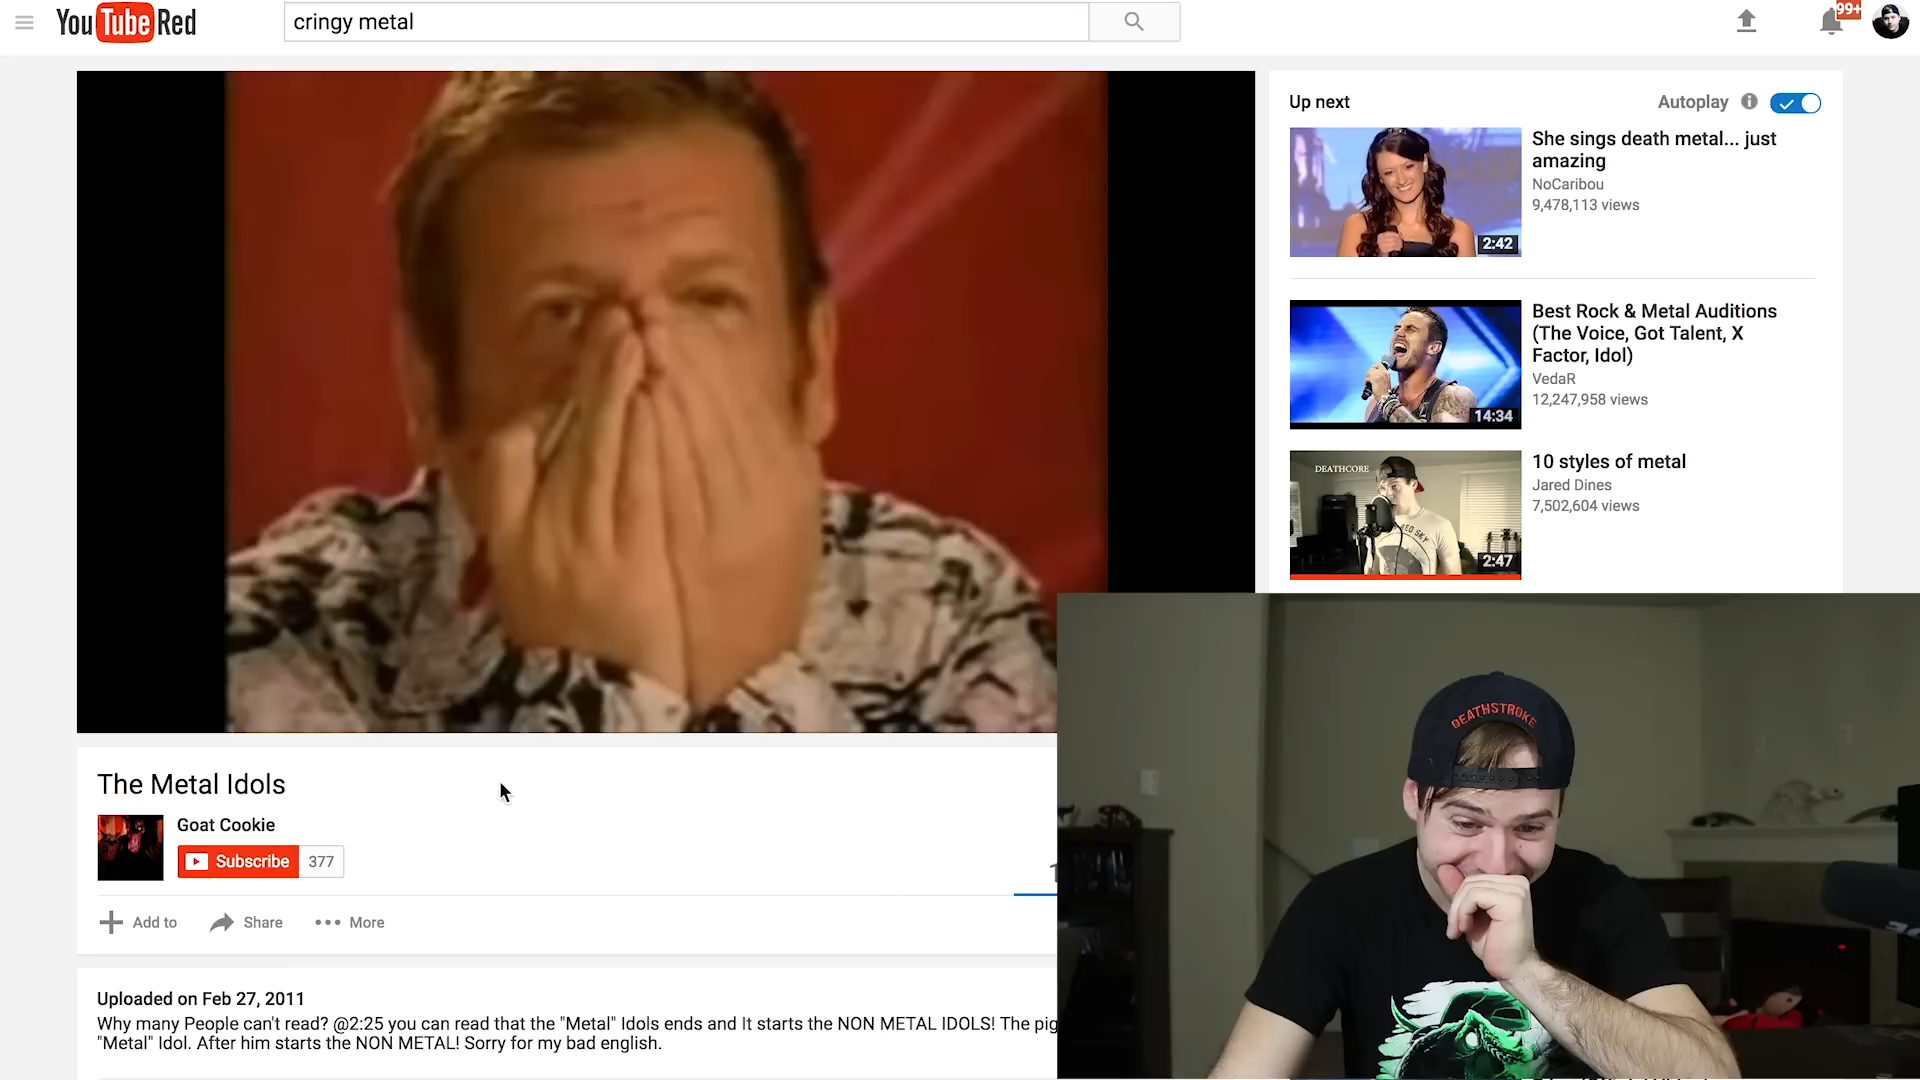 YouTube Red
cringy metal
99+
Up next
Autoplay
She sings death metal... just
amazing
NoCaribou
9,478,113 views
2:42
Best Rock & Metal Auditions
(The Voice, Got Talent, X
Factor, Idol)
VedaR
12,247,958 views
14:34
10 styles of metal
Jared Dines
7,502,604 views
DEATHCORE
RED SKY
2:47
DEATHSTROKE
The Metal Idols
Goat Cookie
Subscribe 377
Add to Share More
Uploaded on Feb 27, 2011
Why many People can't read? @2:25 you can read that the "Metal" Idols ends and It starts the NON METAL IDOLS! The pig
"Metal" Idol. After him starts the NON METAL! Sorry for my bad english.